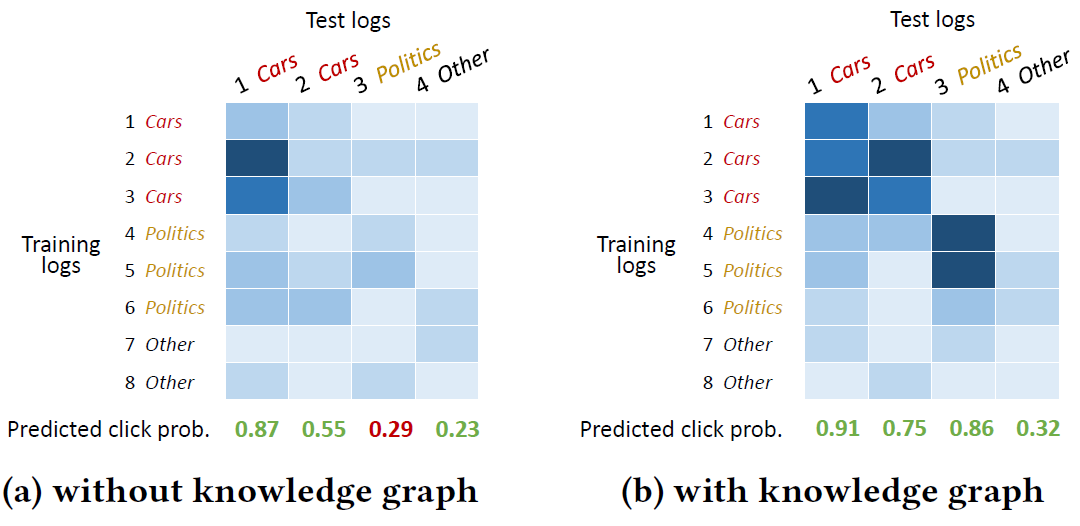 Test logs
1 Cars 2 Cars 3 Politics 4 Other
1 Cars
2 Cars
3 Cars
4 Politics
5 Politics
6 Politics
7 Other
8 Other
Training
logs
Predicted click prob. 0.87 0.55 0.29 0.23
(a) without knowledge graph
Test logs
1 Cars 2 Cars 3 Politics 4 Other
1 Cars
2 Cars
3 Cars
4 Politics
5 Politics
6 Politics
7 Other
8 Other
Training
logs
Predicted click prob. 0.91 0.75 0.86 0.32
(b) with knowledge graph